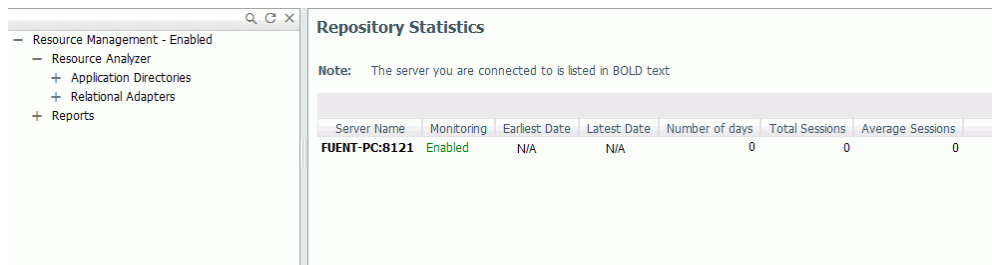 Resource Management - Enabled
Resource Analyzer
Application Directories
Relational Adapters
Reports
Repository Statistics
Note: The server you are connected to is listed in BOLD text
Server Name Monitoring Earliest Date Latest Date Number of days Total Sessions Average Sessions
FUENT-PC:8121 Enabled N/A N/A 0 0 0